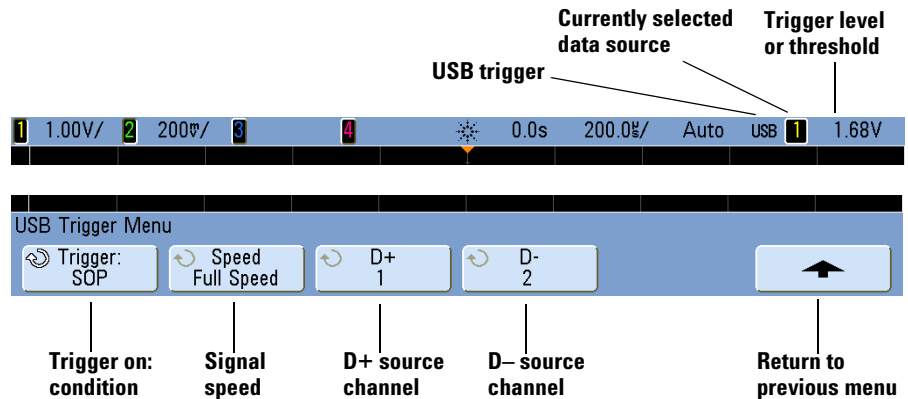 Currently selected
data source
Trigger level
or threshold
USB trigger
1 1.00V/ 2 200mV/ 3 4 0.0s 200.0µs/ Auto USB 1 1.68V
USB Trigger Menu
Trigger:
SOP
Speed
Full Speed
D+
1
D-
2
Trigger on:
condition
Signal
speed
D+ source
channel
D– source
channel
Return to
previous menu